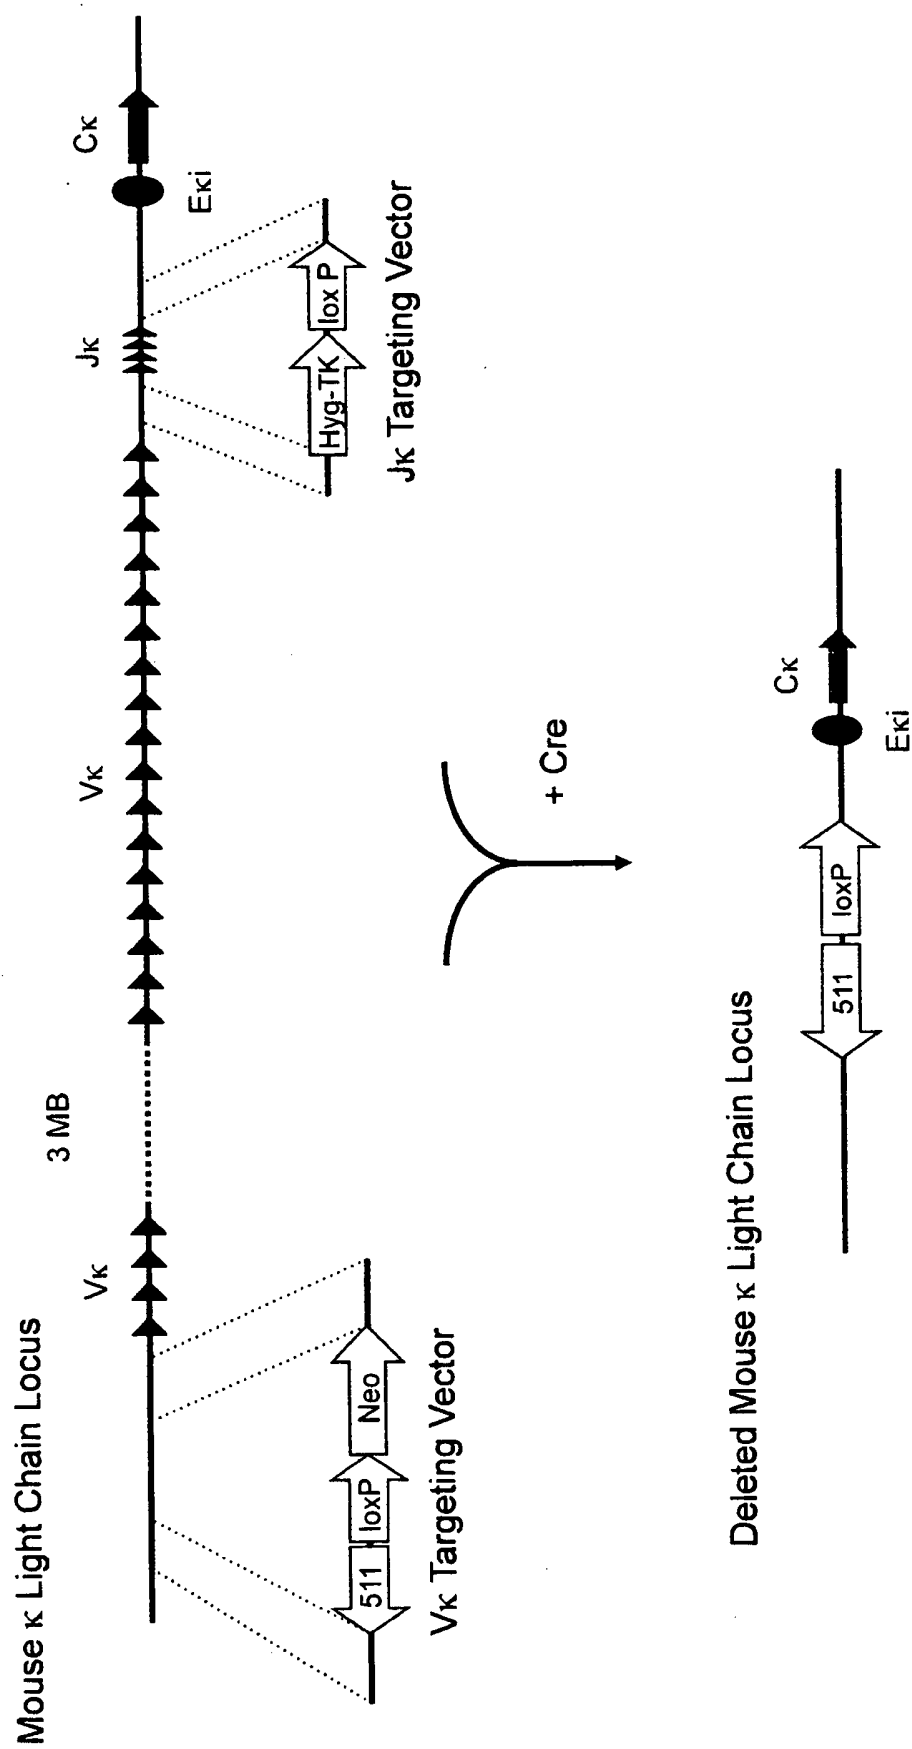 Mouse κ Light Chain Locus
3 MB
Vκ
Vκ
Jκ
Cκ
Eκi
511
loxP
Neo
Vκ Targeting Vector
Hyg-TK
lox P
Jκ Targeting Vector
+ Cre
Deleted Mouse κ Light Chain Locus
511
loxP
Cκ
Eκi